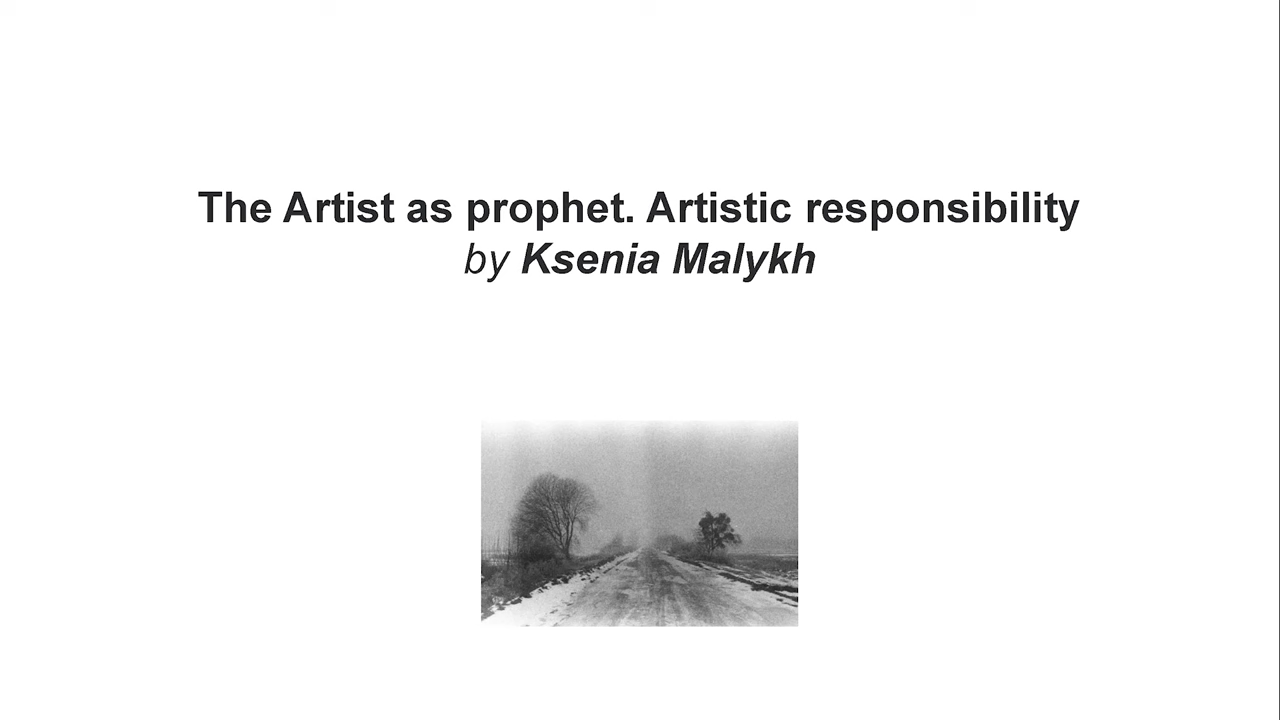 The Artist as prophet. Artistic responsibility
by Ksenia Malykh